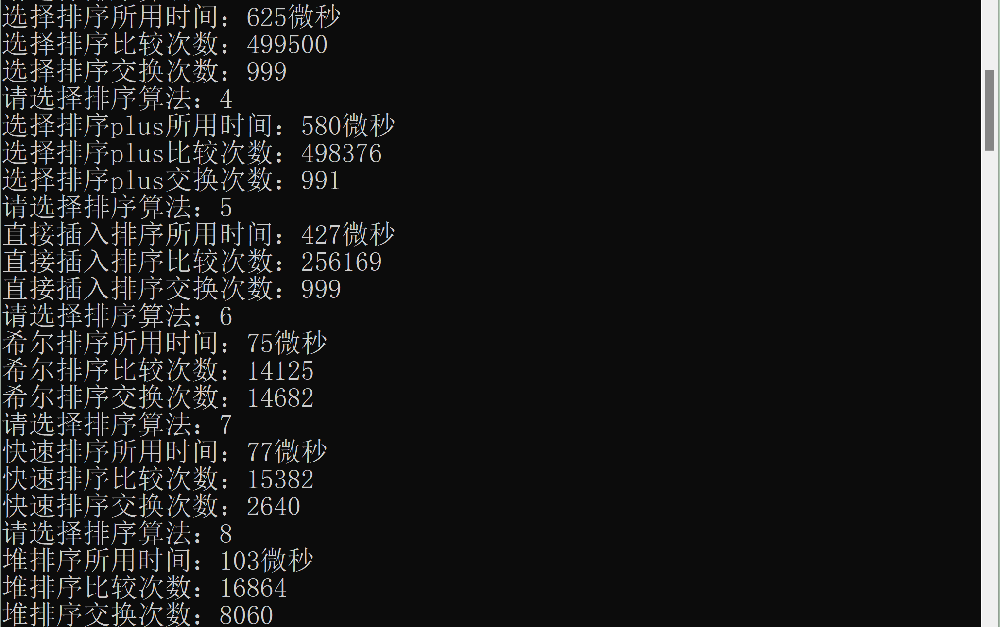 选择排序所用时间：625微秒
选择排序比较次数：499500
选择排序交换次数：999
请选择排序算法：4
选择排序plus所用时间：580微秒
选择排序plus比较次数：498376
选择排序plus交换次数：991
请选择排序算法：5
直接插入排序所用时间：427微秒
直接插入排序比较次数：256169
直接插入排序交换次数：999
请选择排序算法：6
希尔排序所用时间：75微秒
希尔排序比较次数：14125
希尔排序交换次数：14682
请选择排序算法：7
快速排序所用时间：77微秒
快速排序比较次数：15382
快速排序交换次数：2640
请选择排序算法：8
堆排序所用时间：103微秒
堆排序比较次数：16864
堆排序交换次数：8060